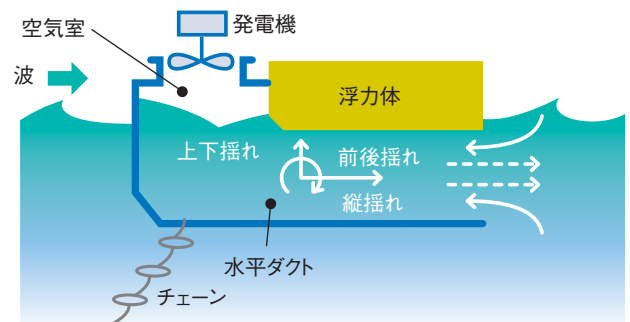 発電機
空気室
波
浮力体
上下揺れ
前後揺れ
縦揺れ
水平ダクト
チェーン